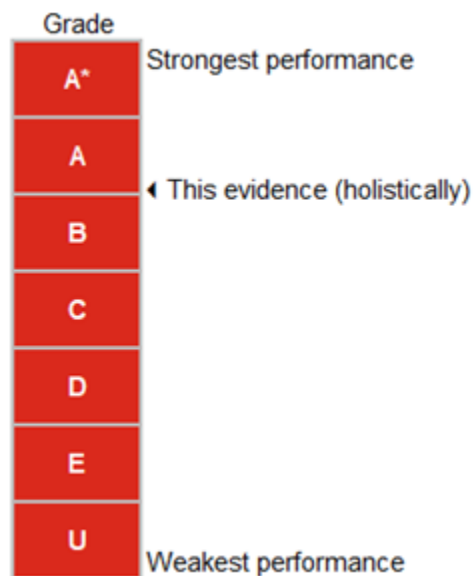 Grade
A*
Strongest performance
A
This evidence (holistically)
B
C
D
E
U
Weakest performance